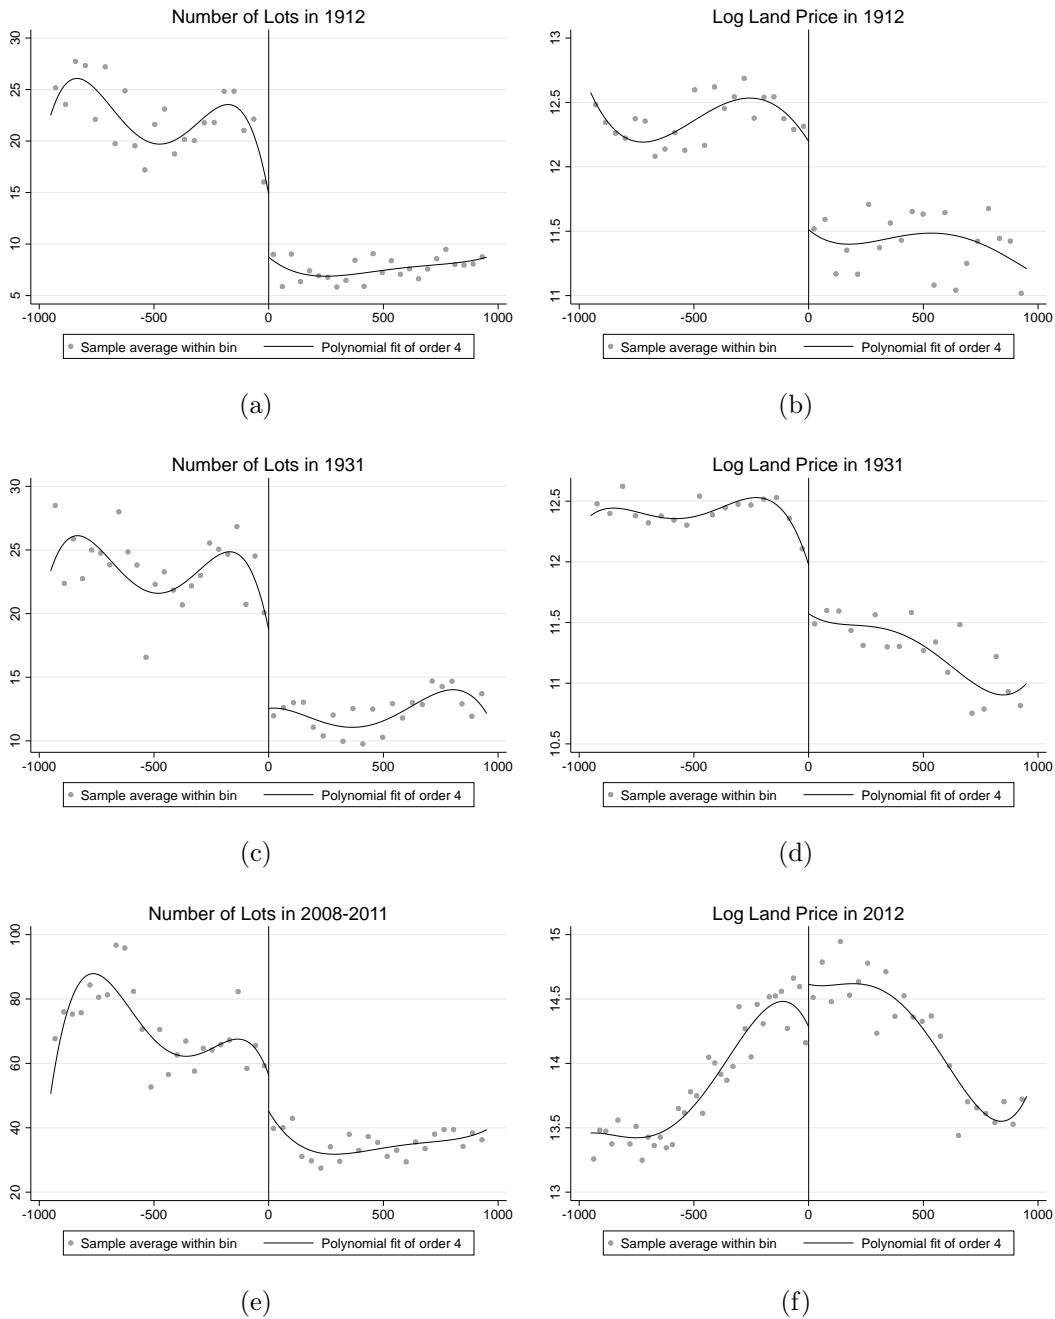 Number of Lots in 1912
30
25
20
15
10
5
-1000 -500 0 500 1000
Sample average within bin Polynomial fit of order 4
(a)
Log Land Price in 1912
13
12.5
12
11.5
11
-1000 -500 0 500 1000
Sample average within bin Polynomial fit of order 4
(b)
Number of Lots in 1931
30
25
20
15
10
-1000 -500 0 500 1000
Sample average within bin Polynomial fit of order 4
(c)
Log Land Price in 1931
12.5
12
11.5
11
10.5
-1000 -500 0 500 1000
Sample average within bin Polynomial fit of order 4
(d)
Number of Lots in 2008-2011
100
80
60
40
20
-1000 -500 0 500 1000
Sample average within bin Polynomial fit of order 4
(e)
Log Land Price in 2012
15
14.5
14
13.5
13
-1000 -500 0 500 1000
Sample average within bin Polynomial fit of order 4
(f)